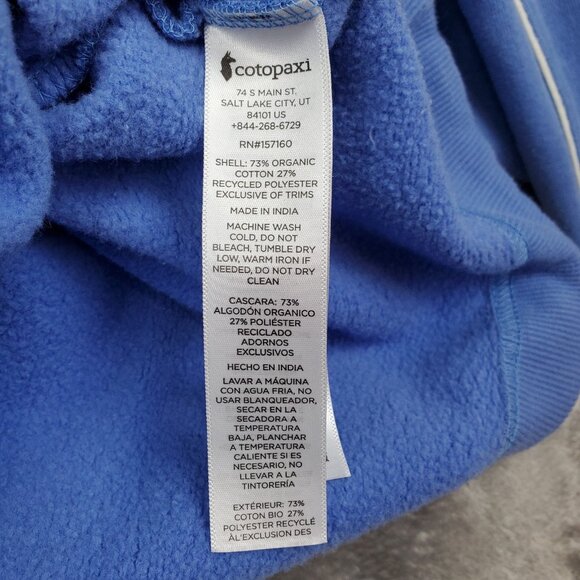 cotopaxi
74 S MAIN ST.
SALT LAKE CITY, UT
84101 US
+844-268-6729
RN#157160
SHELL: 73% ORGANIC
COTTON 27%
RECYCLED POLYESTER
EXCLUSIVE OF TRIMS
MADE IN INDIA
MACHINE WASH
COLD, DO NOT
BLEACH, TUMBLE DRY
LOW, WARM IRON IF
NEEDED, DO NOT DRY
CLEAN
CASCARA: 73%
ALGODÓN ORGANICO
27% POLIÉSTER
RECICLADO
ADORNOS
EXCLUSIVOS
HECHO EN INDIA
LAVAR A MÁQUINA
CON AGUA FRIA, NO
USAR BLANQUEADOR,
SECAR EN LA
SECADORA A
TEMPERATURA
BAJA, PLANCHAR
A TEMPERATURA
CALIENTE SI ES
NECESARIO, NO
LLEVAR A LA
TINTORERÍA
EXTÉRIEUR: 73%
COTON BIO 27%
POLYESTER RECYCLÉ
ÀL'EXCLUSION DES